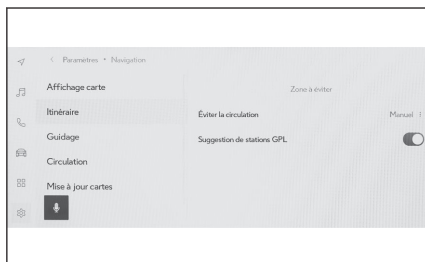 Paramètres • Navigation
Affichage carte
Zone à éviter
Itinéraire
Éviter la circulation
Manuel
Guidage
Suggestion de stations GPL
Circulation
Mise à jour cartes